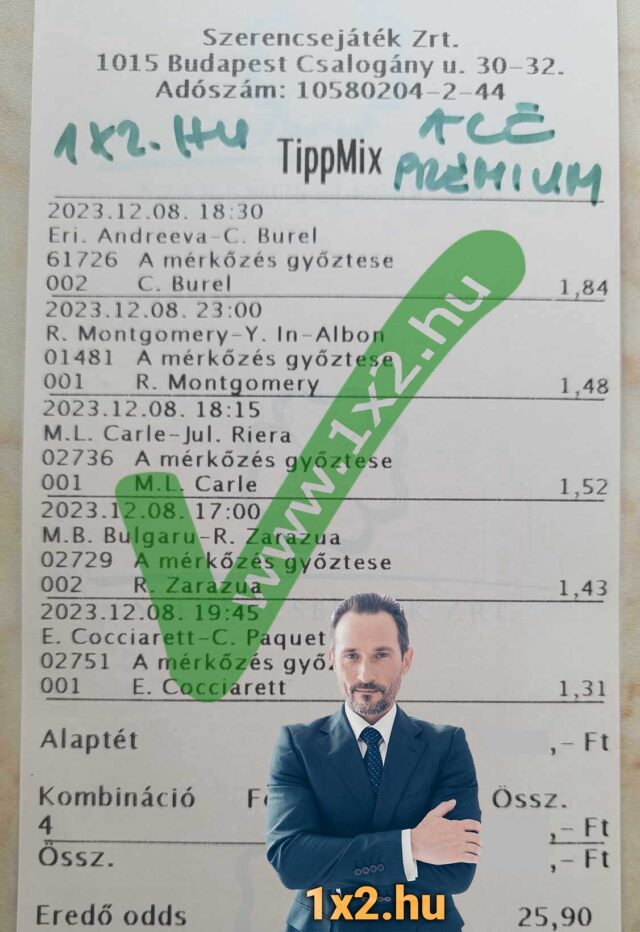 Szerencsejáték Zrt.
1015 Budapest Csalogány u. 30-32.
Adószám: 10580204-2-44
1X2.HU TippMix ACE PRÉMIUM
2023.12.08. 18:30
Eri. Andreeva-C. Burel
61726 A mérkőzés győztese
002 C. Burel 1,84
2023.12.08. 23:00
R. Montgomery-Y. In-Albon
01481 A mérkőzés győztese
001 R. Montgomery 1,48
2023.12.08. 18:15
M.L. Carle-Jul. Riera
02736 A mérkőzés győztese
001 M.L. Carle 1,52
2023.12.08. 17:00
M.B. Bulgaru-R. Zarazua
02729 A mérkőzés győztese
002 R. Zarazua 1,43
2023.12.08. 19:45
E. Cocciarett-C. Paquet
02751 A mérkőzés győz
001 E. Cocciarett 1,31
www.1x2.hu
Alaptét ,- Ft
Kombináció Össz.
4 ,- Ft
Össz. ,- Ft
Eredő odds 25,90
1x2.hu